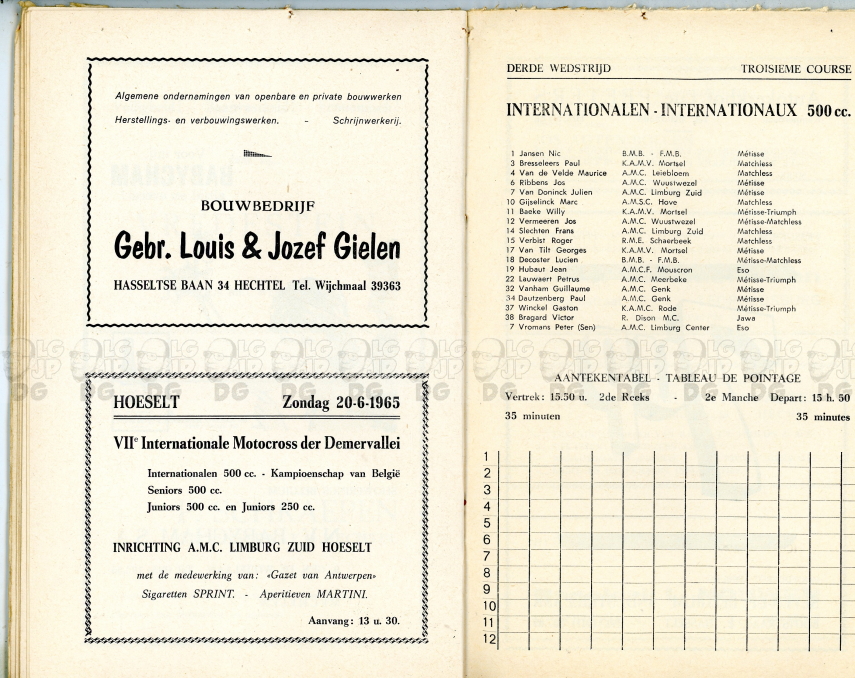 Algemene ondernemingen van openbare en private bouwwerken
Herstellings- en verbouwingswerken. - Schrijnwerkerij.
BOUWBEDRIJF
Gebr. Louis & Jozef Gielen
HASSELTSE BAAN 34 HECHTEL Tel. Wijchmaal 39363
HOESELT Zondag 20-6-1965
VIIe Internationale Motocross der Demervallei
Internationalen 500 cc. - Kampioenschap van België
Seniors 500 cc.
Juniors 500 cc. en Juniors 250 cc.
INRICHTING A.M.C. LIMBURG ZUID HOESELT
met de medewerking van: «Gazet van Antwerpen»
Sigaretten SPRINT. - Aperitieven MARTINI.
Aanvang: 13 u. 30.
DERDE WEDSTRIJD TROISIEME COURSE
INTERNATIONALEN - INTERNATIONAUX 500 cc.
1 Jansen Nic B.M.B. - F.M.B. Métisse
3 Bresseleers Paul K.A.M.V. Mortsel Matchless
4 Van de Velde Maurice A.M.C. Leiebloem Matchless
6 Ribbens Jos A.M.C. Wuustwezel Métisse
7 Van Doninck Julien A.M.C. Limburg Zuid Métisse
10 Gijselinck Marc A.M.S.C. Hove Matchless
11 Baeke Willy K.A.M.V. Mortsel Métisse-Triumph
12 Vermeeren Jos A.M.C. Wuustwezel Métisse-Matchless
14 Slechten Frans A.M.C. Limburg Zuid Matchless
15 Verbist Roger R.M.E. Schaerbeek Matchless
17 Van Tilt Georges K.A.M.V. Mortsel Métisse
18 Decoster Lucien B.M.B. - F.M.B. Métisse-Matchless
19 Hubaut Jean A.M.C.F. Mouscron Eso
22 Lauwaert Petrus A.M.C. Meerbeke Métisse-Triumph
32 Vanham Guillaume A.M.C. Genk Métisse
34 Dautzenberg Paul A.M.C. Genk Métisse
37 Winckel Gaston K.A.M.C. Rode Métisse-Triumph
38 Bragard Victor R. Dison M.C. Jawa
7 Vromans Peter (Sen) A.M.C. Limburg Center Eso
AANTEKENTABEL - TABLEAU DE POINTAGE
Vertrek: 15.50 u. 2de Reeks - 2e Manche Depart: 15 h. 50
35 minuten 35 minutes
1
2
3
4
5
6
7
8
9
10
11
12
LG JP DG